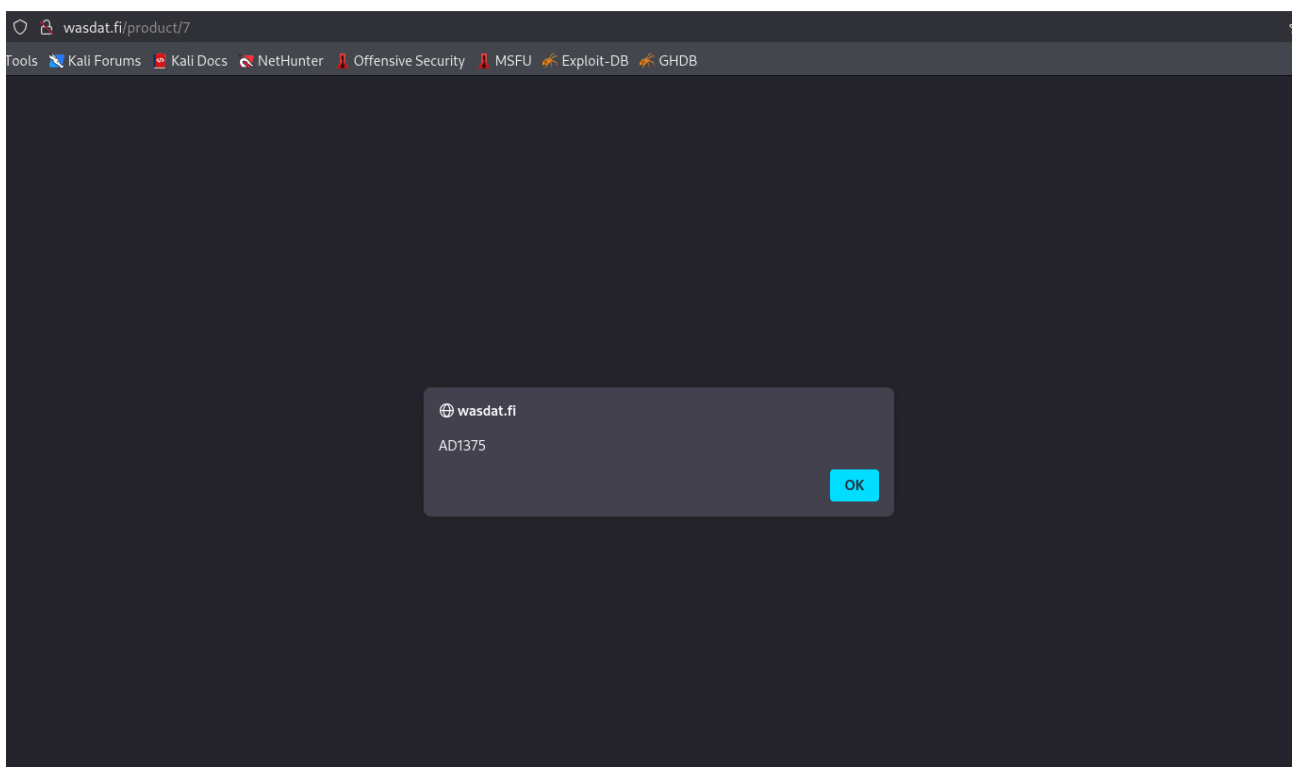 wasdat.fi/product/7
Tools Kali Forums Kali Docs NetHunter Offensive Security MSFU Exploit-DB GHDB
wasdat.fi
AD1375
OK